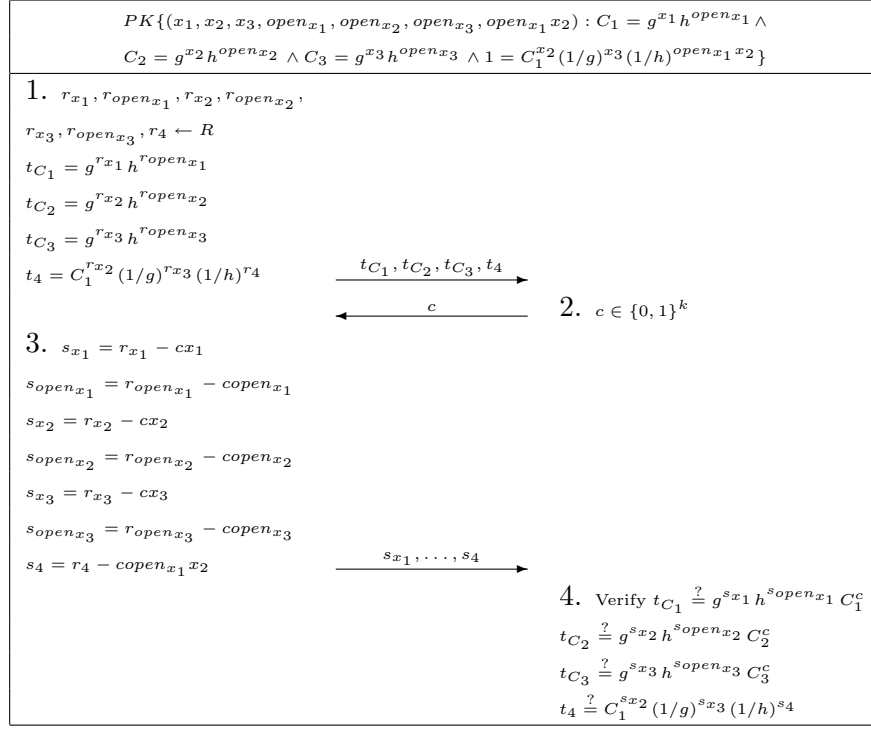 PK{(x_1, x_2, x_3, open_{x_1}, open_{x_2}, open_{x_3}, open_{x_1}x_2) : C_1 = g^{x_1} h^{open_{x_1}} ∧
C_2 = g^{x_2} h^{open_{x_2}} ∧ C_3 = g^{x_3} h^{open_{x_3}} ∧ 1 = C_1^{x_2} (1/g)^{x_3} (1/h)^{open_{x_1} x_2}}
1. r_{x_1}, r_{open_{x_1}}, r_{x_2}, r_{open_{x_2}},
r_{x_3}, r_{open_{x_3}}, r_4 ← R
t_{C_1} = g^{r_{x_1}} h^{r_{open_{x_1}}}
t_{C_2} = g^{r_{x_2}} h^{r_{open_{x_2}}}
t_{C_3} = g^{r_{x_3}} h^{r_{open_{x_3}}}
t_4 = C_1^{r_{x_2}} (1/g)^{r_{x_3}} (1/h)^{r_4} t_{C_1}, t_{C_2}, t_{C_3}, t_4
c 2. c ∈ {0, 1}^k
3. s_{x_1} = r_{x_1} − cx_1
s_{open_{x_1}} = r_{open_{x_1}} − copen_{x_1}
s_{x_2} = r_{x_2} − cx_2
s_{open_{x_2}} = r_{open_{x_2}} − copen_{x_2}
s_{x_3} = r_{x_3} − cx_3
s_{open_{x_3}} = r_{open_{x_3}} − copen_{x_3}
s_4 = r_4 − copen_{x_1} x_2 s_{x_1}, . . . , s_4
4. Verify t_{C_1} ≟ g^{s_{x_1}} h^{s_{open_{x_1}}} C_1^c
t_{C_2} ≟ g^{s_{x_2}} h^{s_{open_{x_2}}} C_2^c
t_{C_3} ≟ g^{s_{x_3}} h^{s_{open_{x_3}}} C_3^c
t_4 ≟ C_1^{s_{x_2}} (1/g)^{s_{x_3}} (1/h)^{s_4}